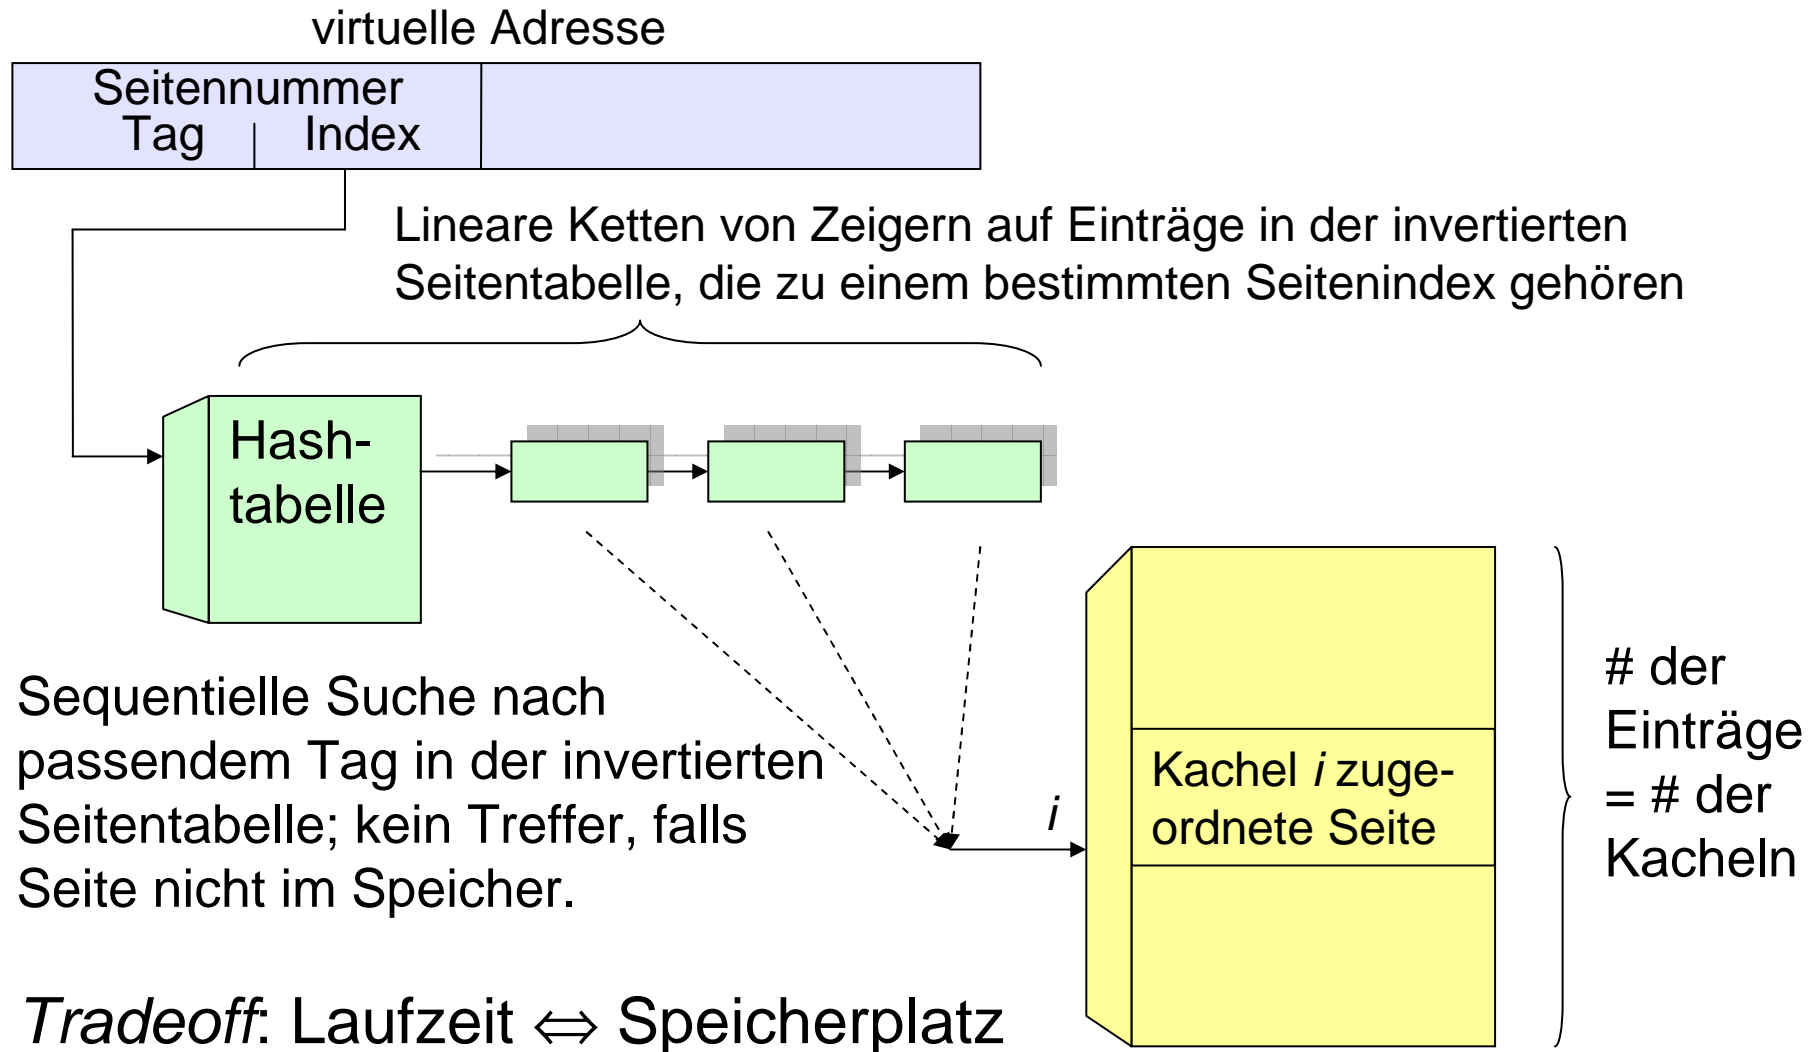 virtuelle Adresse
Seitennummer
Tag Index
Lineare Ketten von Zeigern auf Einträge in der invertierten
Seitentabelle, die zu einem bestimmten Seitenindex gehören
Hash-
tabelle
Sequentielle Suche nach
passendem Tag in der invertierten
Seitentabelle; kein Treffer, falls
Seite nicht im Speicher.
i
Kachel i zuge-
ordnete Seite
# der
Einträge
= # der
Kacheln
Tradeoff: Laufzeit ⇔ Speicherplatz